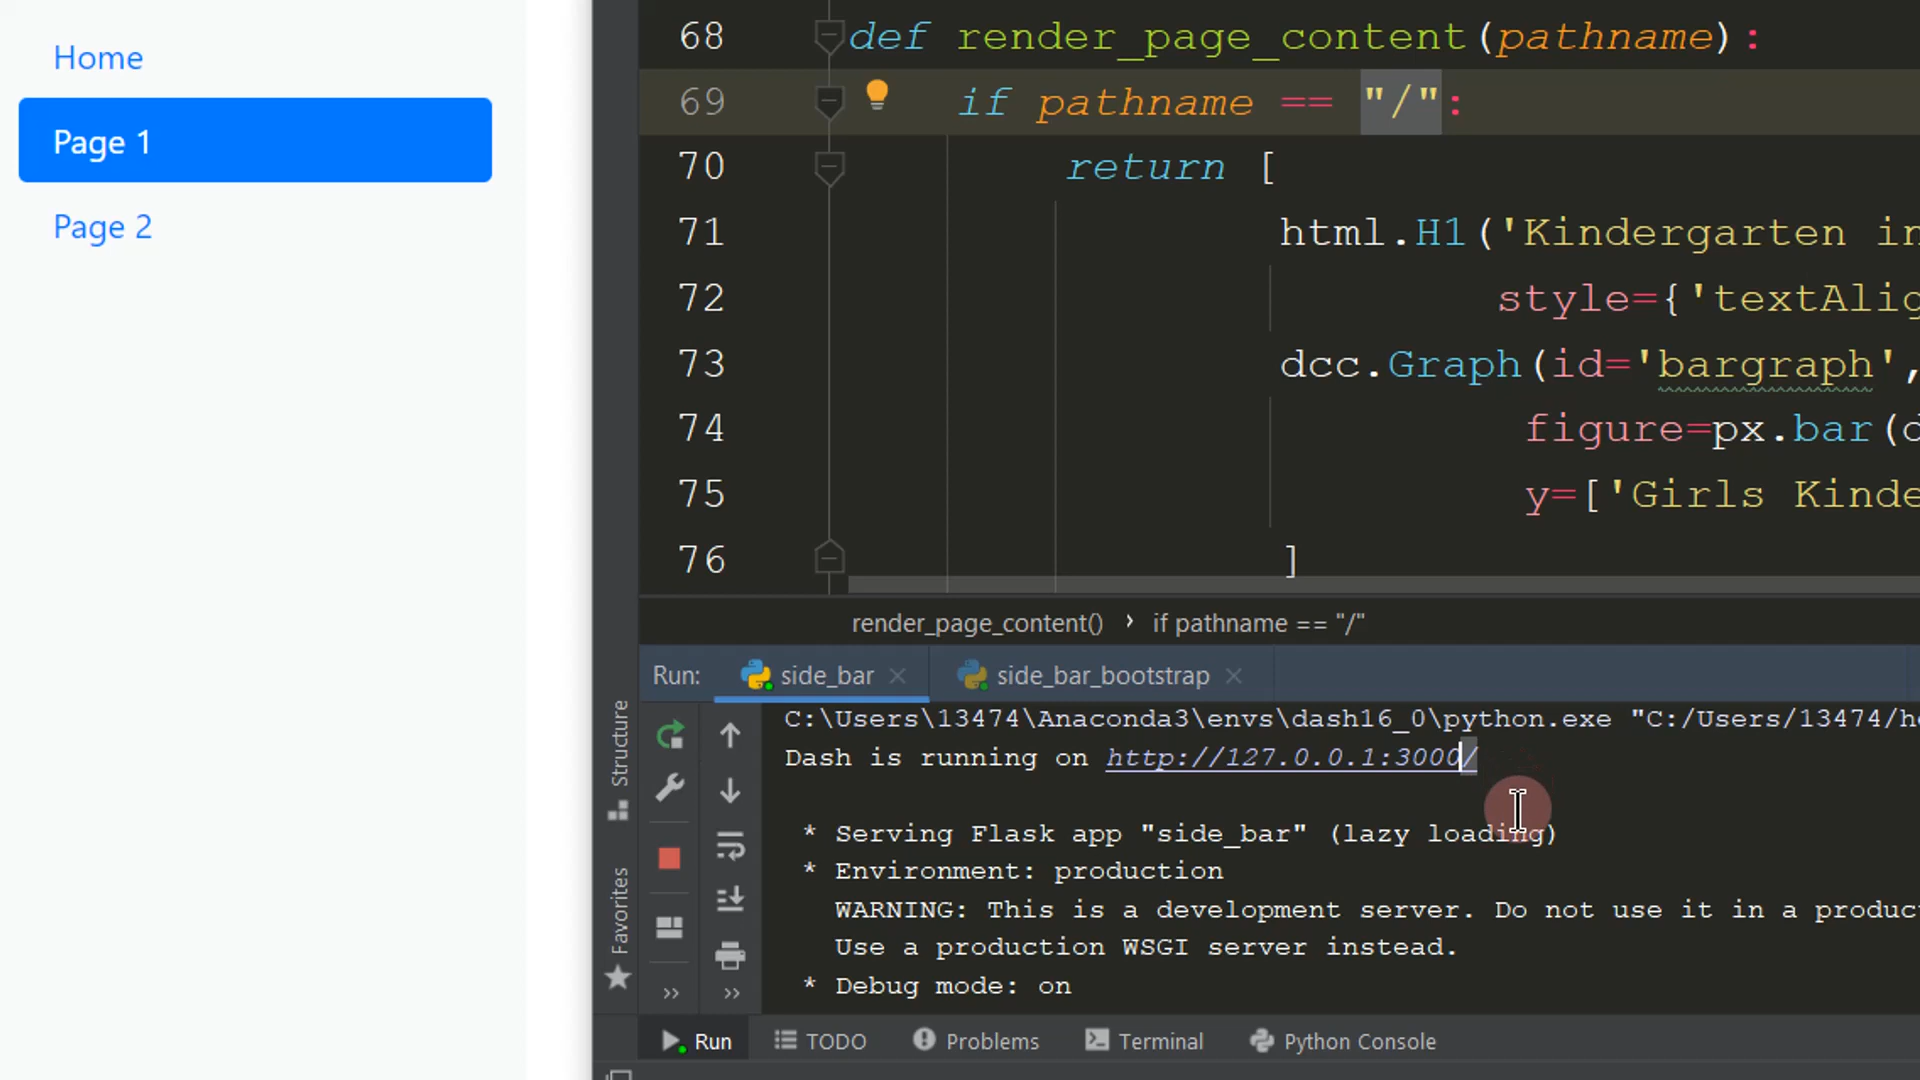 Home
Page 1
Page 2
68 def render_page_content(pathname):
69 if pathname == "/":
70 return [
71 html.H1('Kindergarten in
72 style={'textAlig
73 dcc.Graph(id='bargraph',
74 figure=px.bar(d
75 y=['Girls Kinde
76 ]
render_page_content() › if pathname == "/"
Run: side_bar × side_bar_bootstrap ×
Structure
Favorites
C:\Users\13474\Anaconda3\envs\dash16_0\python.exe "C:/Users/13474/h
Dash is running on http://127.0.0.1:3000/
* Serving Flask app "side_bar" (lazy loading)
* Environment: production
WARNING: This is a development server. Do not use it in a produc
Use a production WSGI server instead.
* Debug mode: on
Run TODO Problems Terminal Python Console